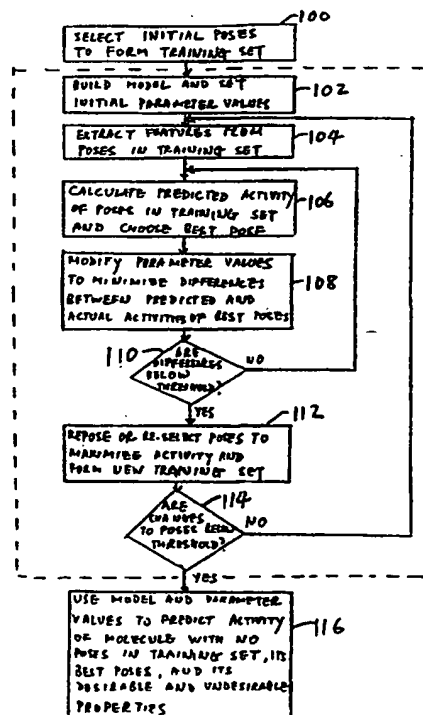 100
SELECT INITIAL POSES
TO FORM TRAINING SET
BUILD MODEL AND SET
INITIAL PARAMETER VALUES
102
EXTRACT FEATURES FROM
POSES IN TRAINING SET
104
CALCULATE PREDICTED ACTIVITY
OF POSES IN TRAINING SET
AND CHOOSE BEST POSE
106
MODIFY PARAMETER VALUES
TO MINIMIZE DIFFERENCES
BETWEEN PREDICTED AND
ACTUAL ACTIVITIES OF BEST POSES
108
110
ARE
DIFFERENCES
BELOW
THRESHOLD?
NO
YES
112
REPOSE OR RE-SELECT POSES TO
MAXIMIZE ACTIVITY AND
FORM NEW TRAINING SET
114
ARE
CHANGES
TO POSES BELOW
THRESHOLD?
NO
YES
USE MODEL AND PARAMETER
VALUES TO PREDICT ACTIVITY
OF MOLECULE WITH NO
POSES IN TRAINING SET, ITS
BEST POSES, AND ITS
DESIRABLE AND UNDESIRABLE
PROPERTIES
116